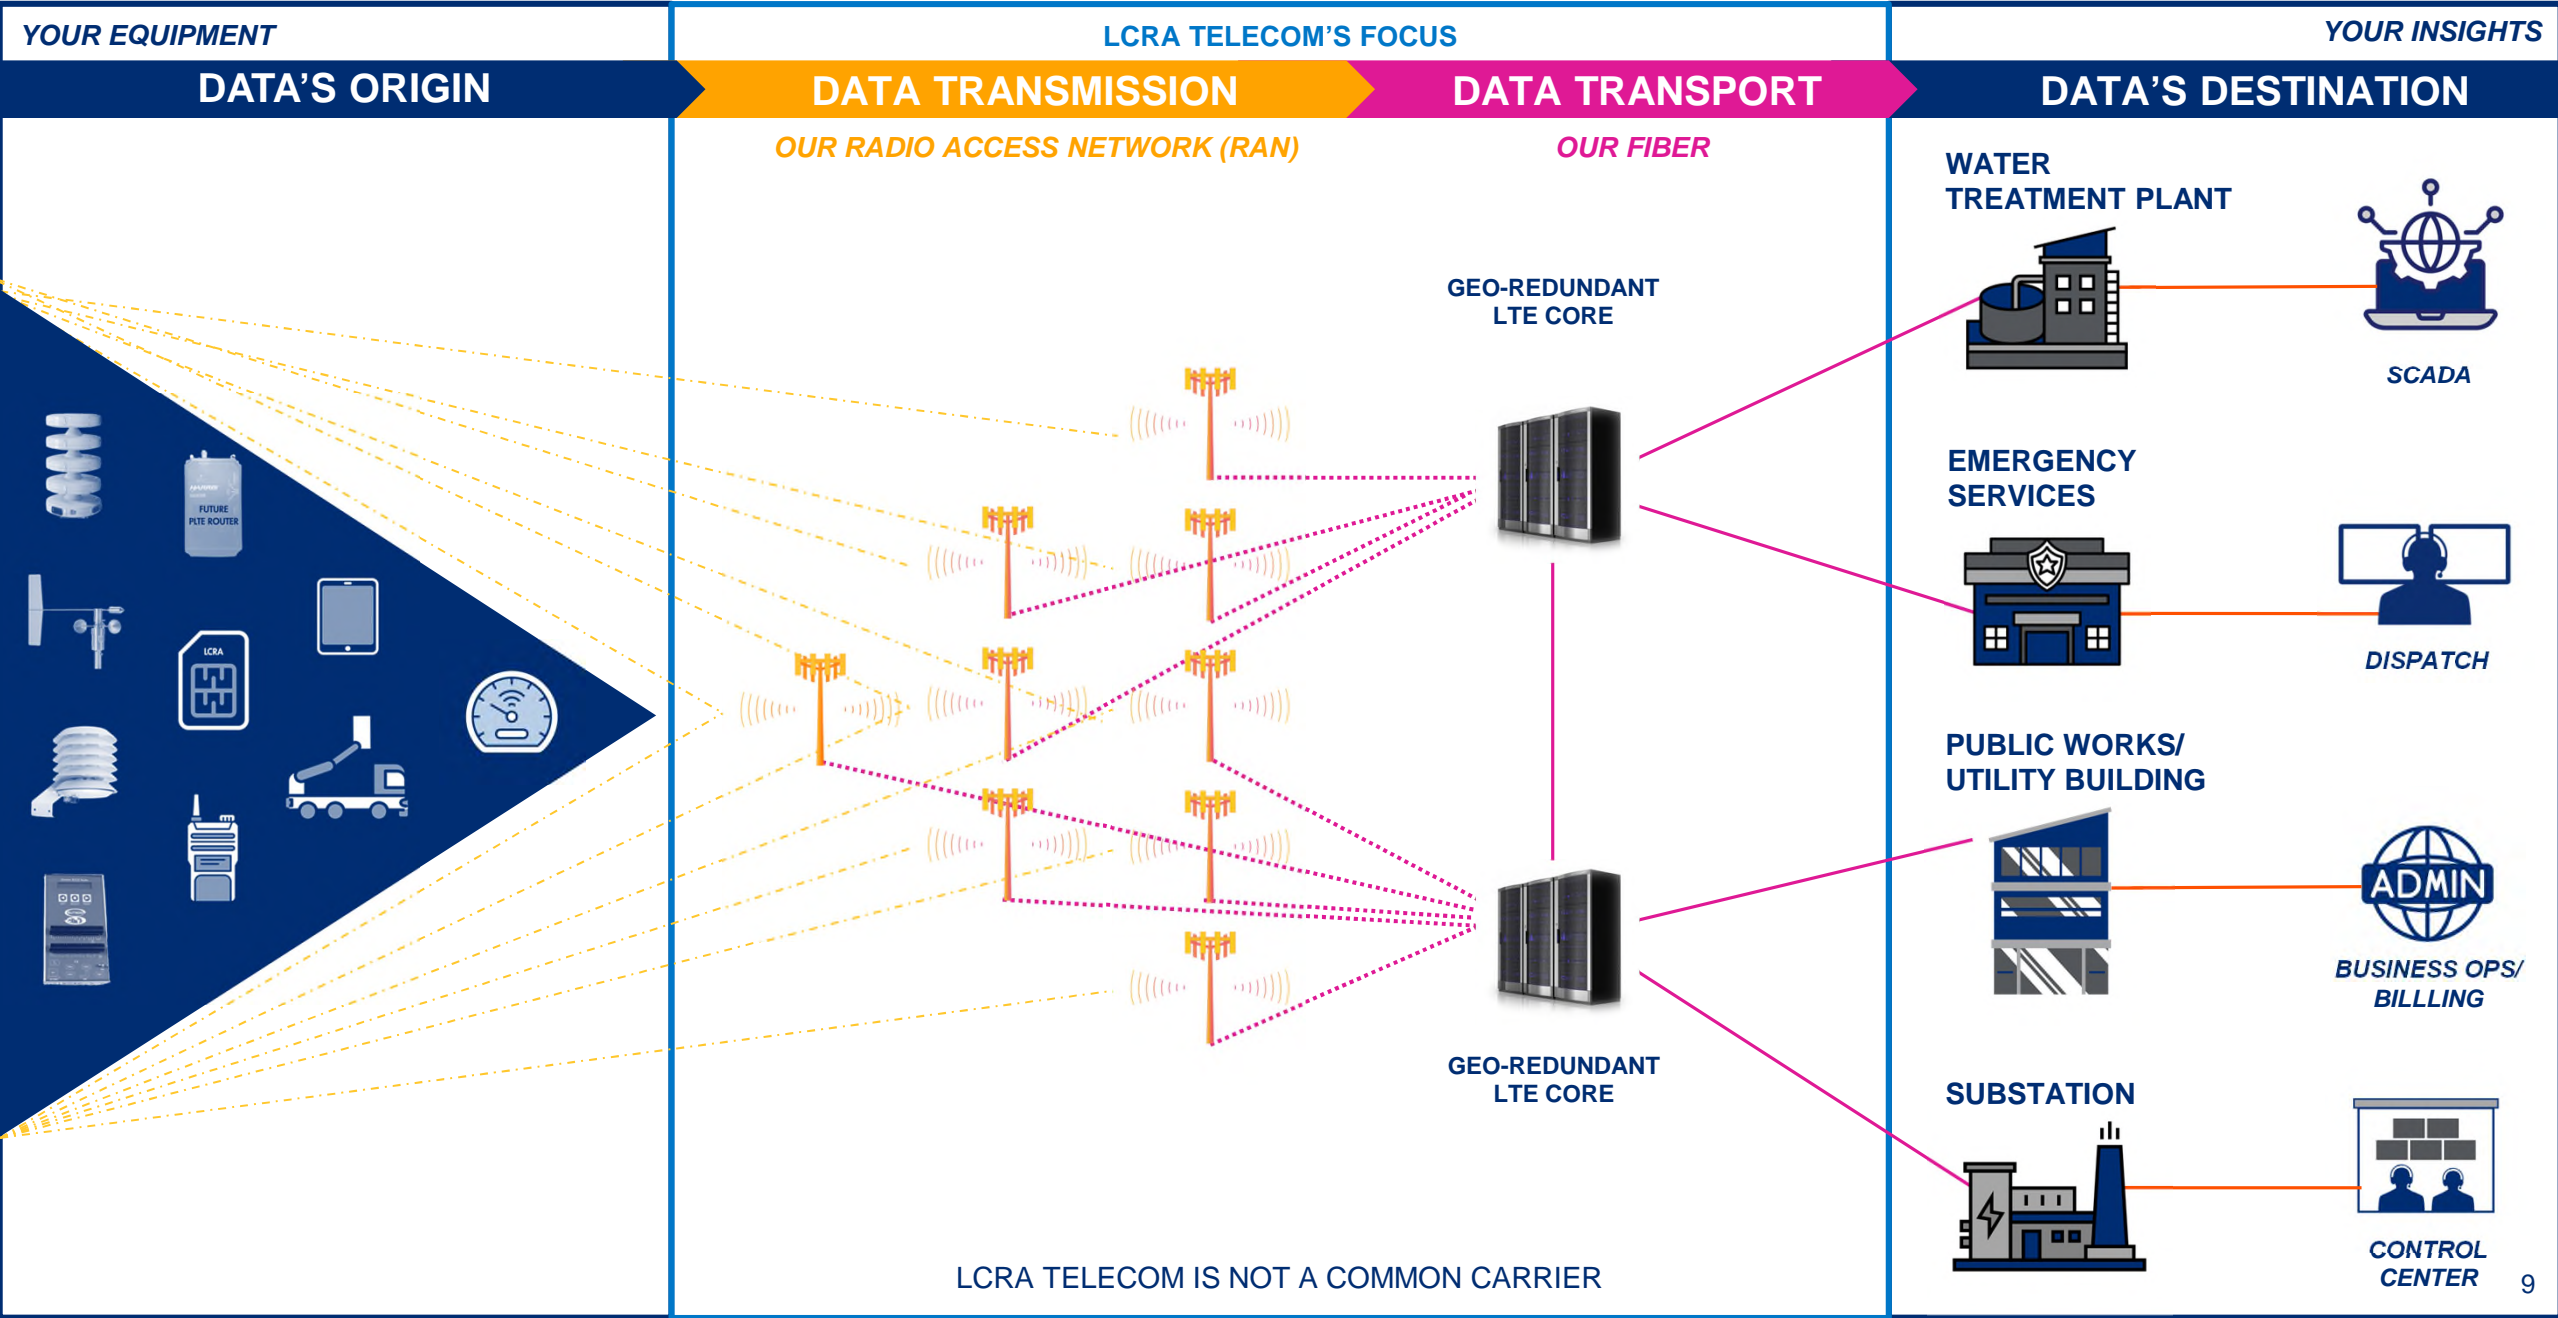 YOUR EQUIPMENT
LCRA TELECOM'S FOCUS
YOUR INSIGHTS
DATA'S ORIGIN
DATA TRANSMISSION
DATA TRANSPORT
DATA'S DESTINATION
OUR RADIO ACCESS NETWORK (RAN)
OUR FIBER
FUTURE
PLTE ROUTER
LCRA
GEO-REDUNDANT
LTE CORE
GEO-REDUNDANT
LTE CORE
LCRA TELECOM IS NOT A COMMON CARRIER
WATER
TREATMENT PLANT
SCADA
EMERGENCY
SERVICES
DISPATCH
PUBLIC WORKS/
UTILITY BUILDING
ADMIN
BUSINESS OPS/
BILLLING
SUBSTATION
CONTROL
CENTER
9